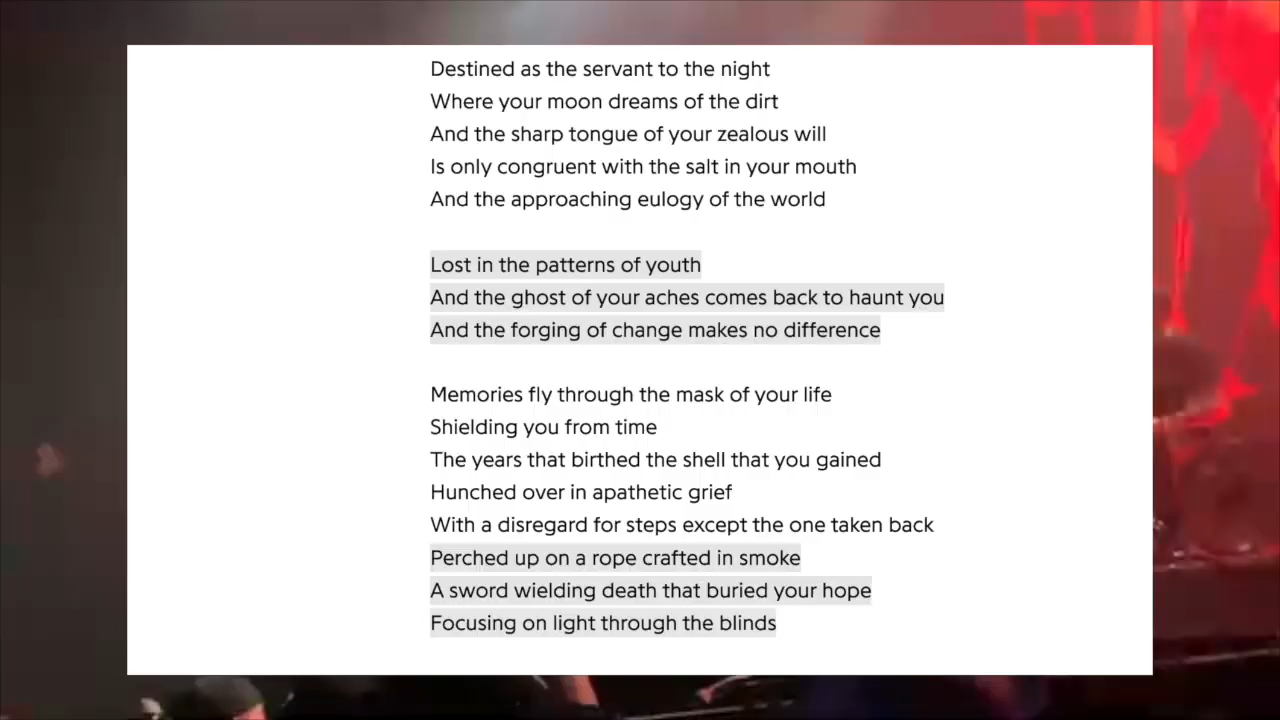 Destined as the servant to the night
Where your moon dreams of the dirt
And the sharp tongue of your zealous will
Is only congruent with the salt in your mouth
And the approaching eulogy of the world
Lost in the patterns of youth
And the ghost of your aches comes back to haunt you
And the forging of change makes no difference
Memories fly through the mask of your life
Shielding you from time
The years that birthed the shell that you gained
Hunched over in apathetic grief
With a disregard for steps except the one taken back
Perched up on a rope crafted in smoke
A sword wielding death that buried your hope
Focusing on light through the blinds